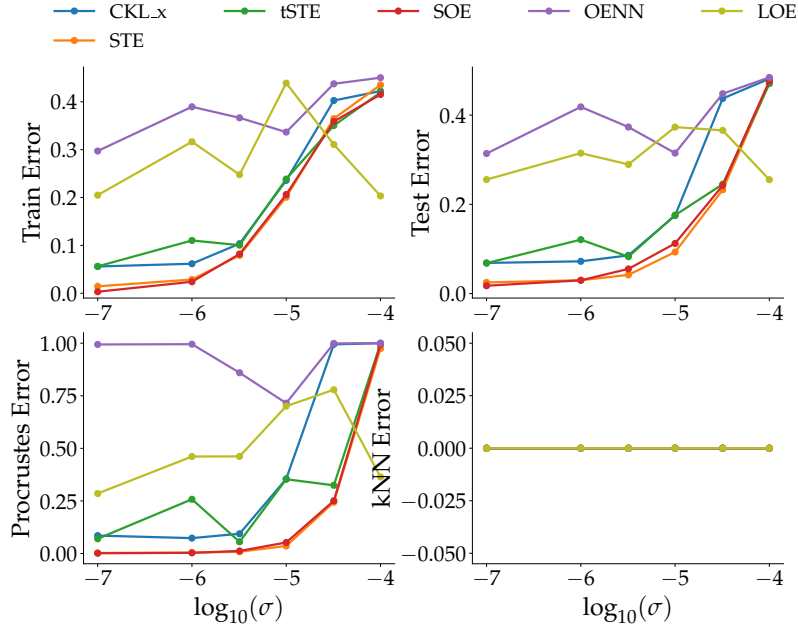 CKL_x tSTE SOE OENN LOE
STE
Train Error
0.4
0.3
0.2
0.1
0.0
−7 −6 −5 −4
Test Error
0.4
0.2
0.0
−7 −6 −5 −4
Procrustes Error
1.00
0.75
0.50
0.25
0.00
−7 −6 −5 −4
log10(σ)
kNN Error
0.050
0.025
0.000
−0.025
−0.050
−7 −6 −5 −4
log10(σ)